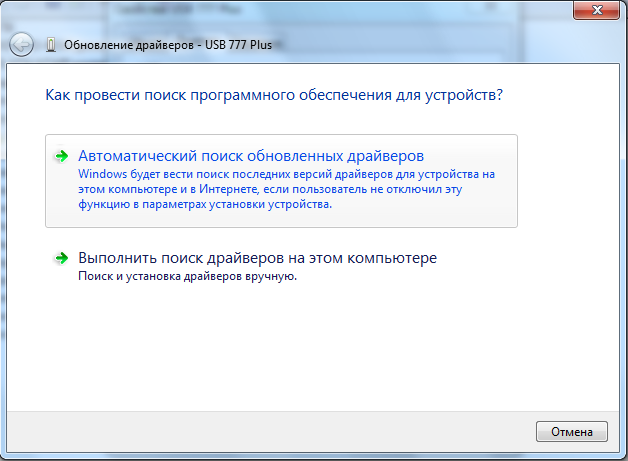 Обновление драйверов - USB 777 Plus
Как провести поиск программного обеспечения для устройств?
Автоматический поиск обновленных драйверов
Windows будет вести поиск последних версий драйверов для устройства на
этом компьютере и в Интернете, если пользователь не отключил эту
функцию в параметрах установки устройства.
Выполнить поиск драйверов на этом компьютере
Поиск и установка драйверов вручную.
Отмена